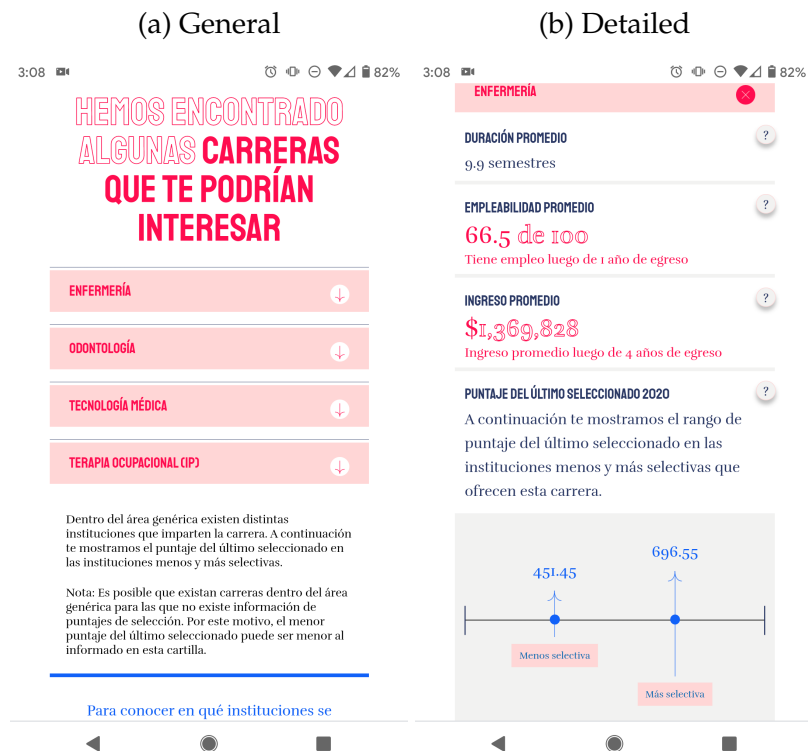 (a) General
3:08
82%
HEMOS ENCONTRADO
ALGUNAS CARRERAS
QUE TE PODRÍAN
INTERESAR
ENFERMERÍA
ODONTOLOGÍA
TECNOLOGÍA MÉDICA
TERAPIA OCUPACIONAL (IP)
Dentro del área genérica existen distintas
instituciones que imparten la carrera. A continuación
te mostramos el puntaje del último seleccionado en
las instituciones menos y más selectivas.
Nota: Es posible que existan carreras dentro del área
genérica para las que no existe información de
puntajes de selección. Por este motivo, el menor
puntaje del último seleccionado puede ser menor al
informado en esta cartilla.
Para conocer en qué instituciones se
(b) Detailed
3:08
82%
ENFERMERÍA
DURACIÓN PROMEDIO
?
9.9 semestres
EMPLEABILIDAD PROMEDIO
?
66.5 de 100
Tiene empleo luego de 1 año de egreso
INGRESO PROMEDIO
?
$1,369,828
Ingreso promedio luego de 4 años de egreso
PUNTAJE DEL ÚLTIMO SELECCIONADO 2020
?
A continuación te mostramos el rango de
puntaje del último seleccionado en las
instituciones menos y más selectivas que
ofrecen esta carrera.
696.55
451.45
Menos selectiva
Más selectiva